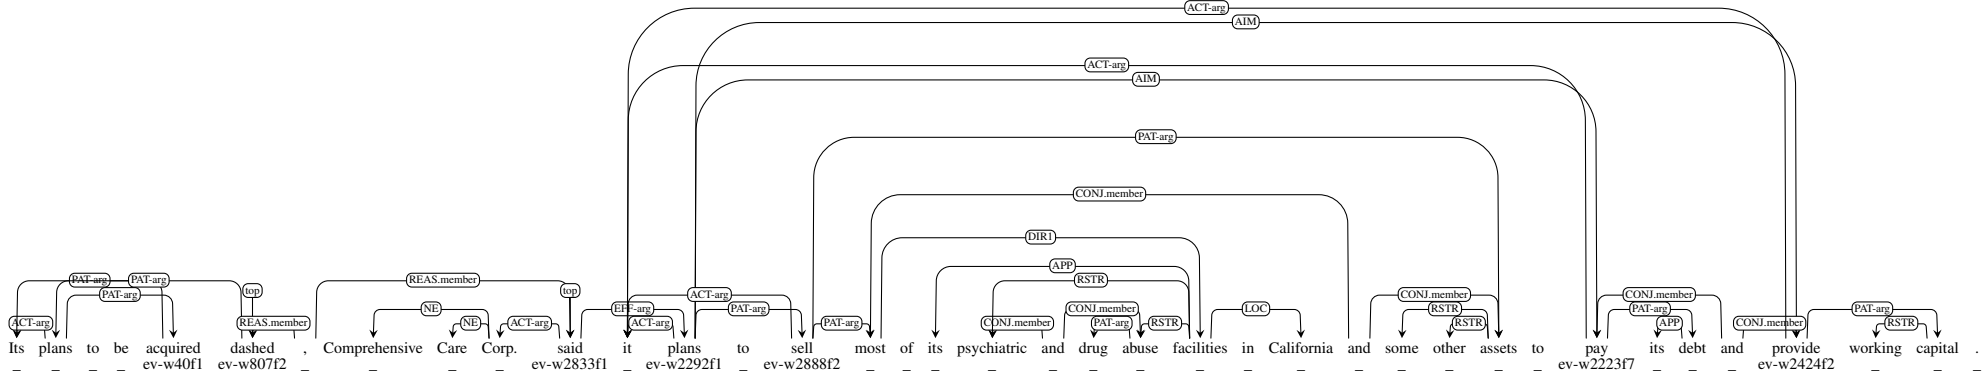 ACT-arg
AIM
ACT-arg
AIM
PAT-arg
CONJ.member
DIR1
APP
PAT-arg PAT-arg REAS.member RSTR
top top
PAT-arg ACT-arg CONJ.member CONJ.member
NE EFF-arg PAT-arg CONJ.member LOC RSTR PAT-arg PAT-arg
ACT-arg REAS.member NE ACT-arg ACT-arg PAT-arg CONJ.member PAT-arg RSTR RSTR APP CONJ.member RSTR
Its plans to be acquired dashed , Comprehensive Care Corp. said it plans to sell most of its psychiatric and drug abuse facilities in California and some other assets to pay its debt and provide working capital .
_ _ _ _ ev-w40f1 ev-w807f2 _ _ _ _ ev-w2833f1 _ ev-w2292f1 _ ev-w2888f2 _ _ _ _ _ _ _ _ _ _ _ _ _ _ _ ev-w2223f7 _ _ _ ev-w2424f2 _ _ _